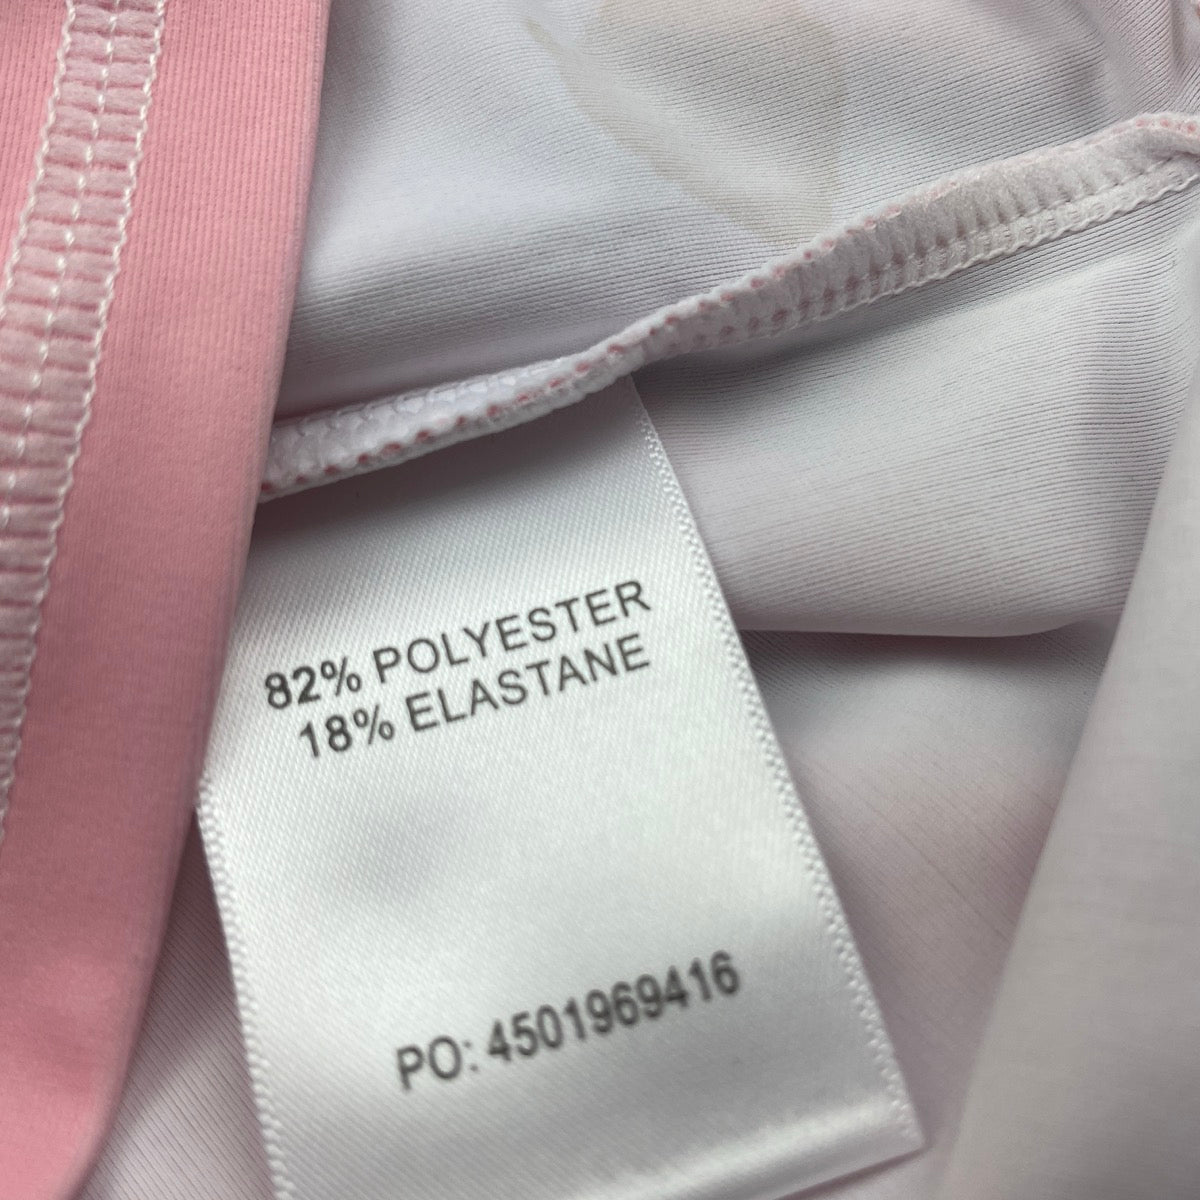 82% POLYESTER
18% ELASTANE
PO: 4501969416